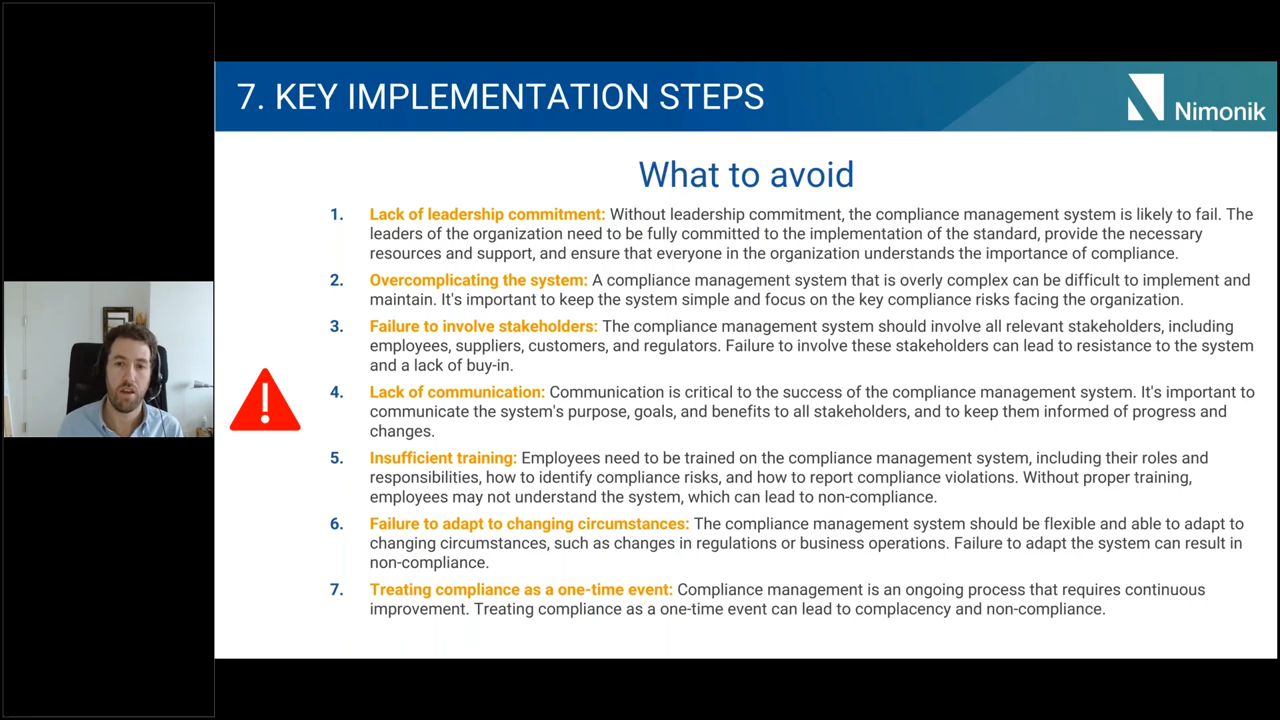 7. KEY IMPLEMENTATION STEPS
Nimonik
What to avoid
1. Lack of leadership commitment: Without leadership commitment, the compliance management system is likely to fail. The
leaders of the organization need to be fully committed to the implementation of the standard, provide the necessary
resources and support, and ensure that everyone in the organization understands the importance of compliance.
2. Overcomplicating the system: A compliance management system that is overly complex can be difficult to implement and
maintain. It's important to keep the system simple and focus on the key compliance risks facing the organization.
3. Failure to involve stakeholders: The compliance management system should involve all relevant stakeholders, including
employees, suppliers, customers, and regulators. Failure to involve these stakeholders can lead to resistance to the system
and a lack of buy-in.
4. Lack of communication: Communication is critical to the success of the compliance management system. It's important to
communicate the system's purpose, goals, and benefits to all stakeholders, and to keep them informed of progress and
changes.
5. Insufficient training: Employees need to be trained on the compliance management system, including their roles and
responsibilities, how to identify compliance risks, and how to report compliance violations. Without proper training,
employees may not understand the system, which can lead to non-compliance.
6. Failure to adapt to changing circumstances: The compliance management system should be flexible and able to adapt to
changing circumstances, such as changes in regulations or business operations. Failure to adapt the system can result in
non-compliance.
7. Treating compliance as a one-time event: Compliance management is an ongoing process that requires continuous
improvement. Treating compliance as a one-time event can lead to complacency and non-compliance.